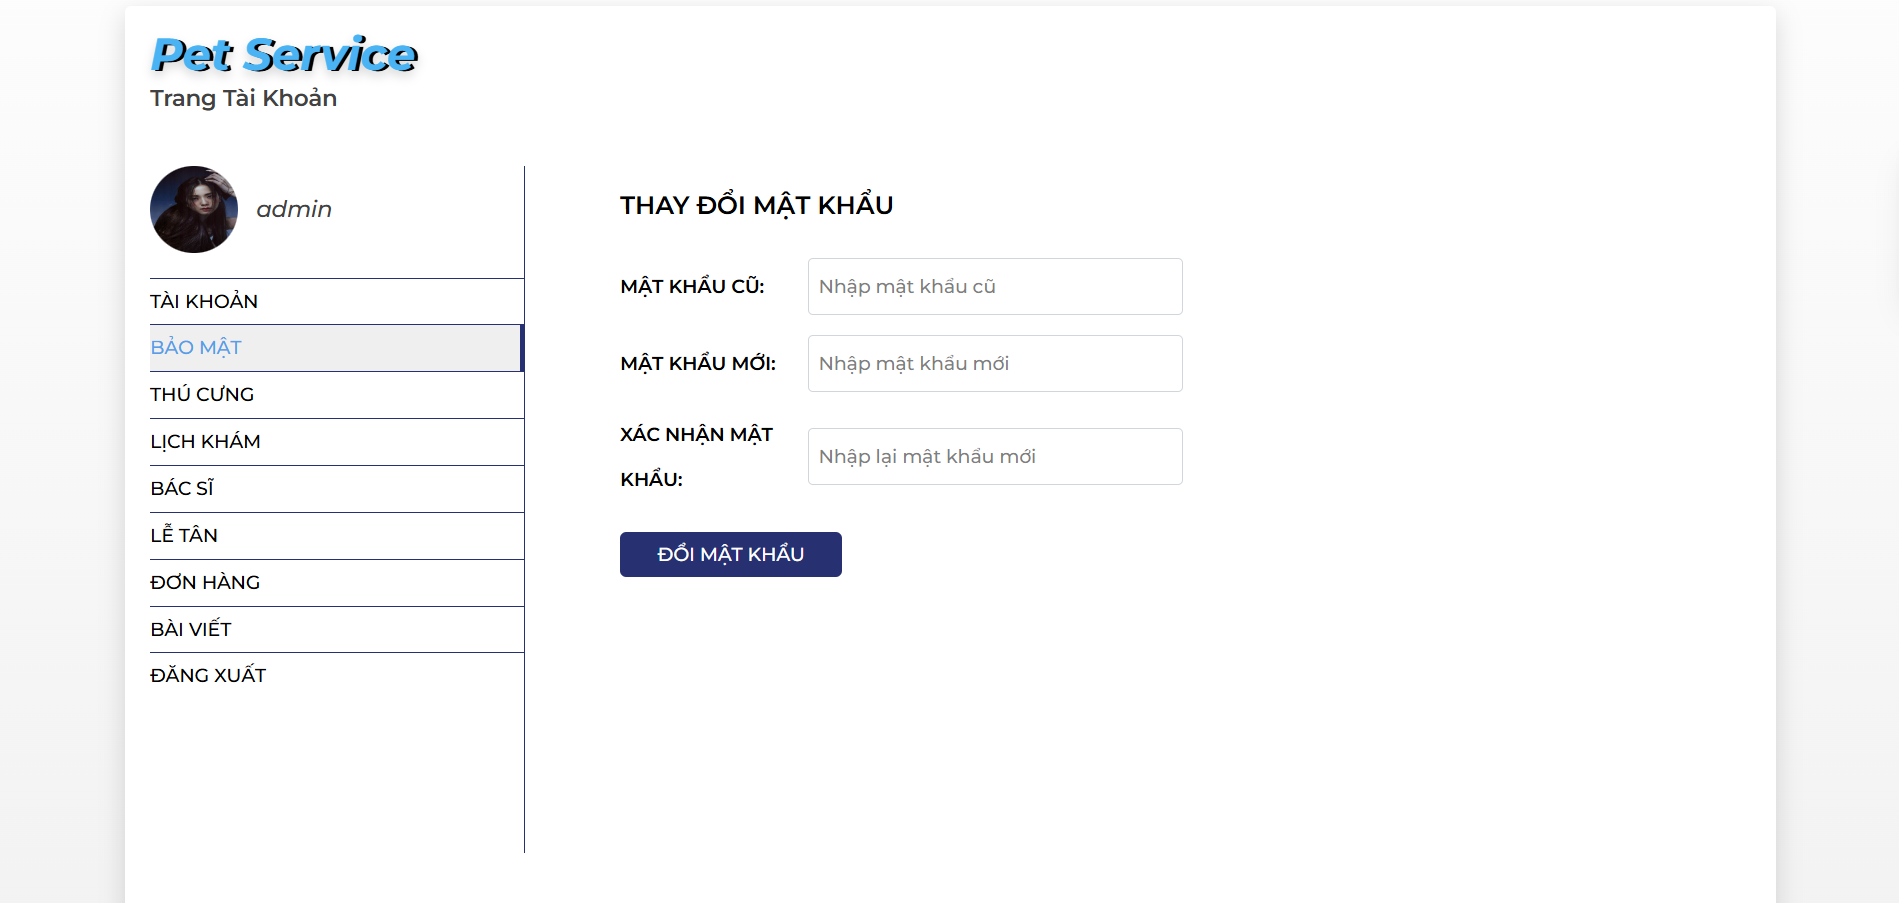 Pet Service
Trang Tài Khoản
admin
TÀI KHOẢN
BẢO MẬT
THÚ CƯNG
LỊCH KHÁM
BÁC SĨ
LỄ TÂN
ĐƠN HÀNG
BÀI VIẾT
ĐĂNG XUẤT
THAY ĐỔI MẬT KHẨU
MẬT KHẨU CŨ:
Nhập mật khẩu cũ
MẬT KHẨU MỚI:
Nhập mật khẩu mới
XÁC NHẬN MẬT
KHẨU:
Nhập lại mật khẩu mới
ĐỔI MẬT KHẨU